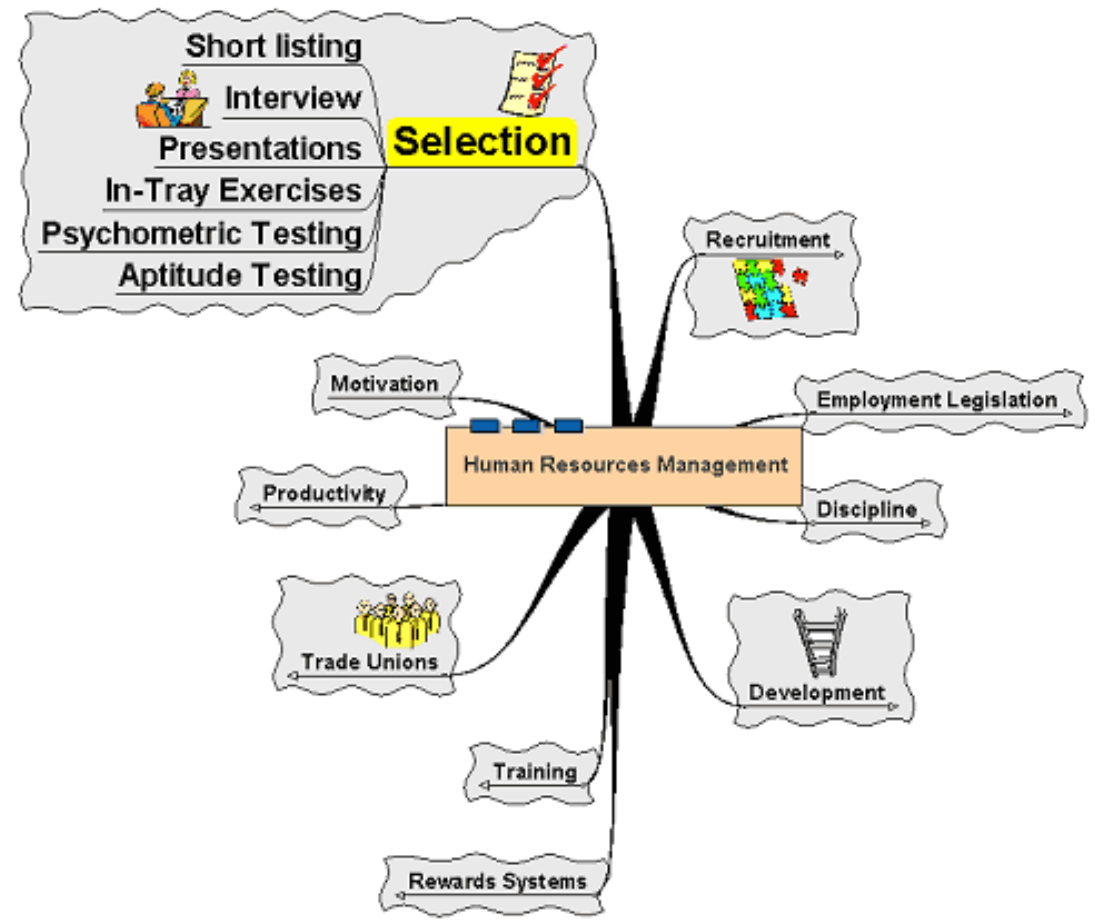 Short listing
Interview
Selection
Presentations
In-Tray Exercises
Psychometric Testing
Aptitude Testing
Recruitment
Motivation
Employment Legislation
Human Resources Management
Productivity
Discipline
Trade Unions
Development
Training
Rewards Systems